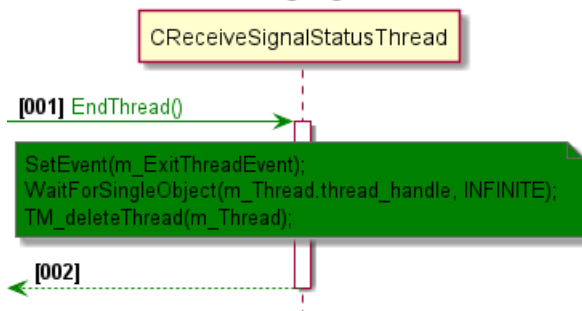 CReceiveSignalStatusThread
[001] EndThread()
SetEvent(m_ExitThreadEvent);
WaitForSingleObject(m_Thread.thread_handle, INFINITE);
TM_deleteThread(m_Thread);
[002]